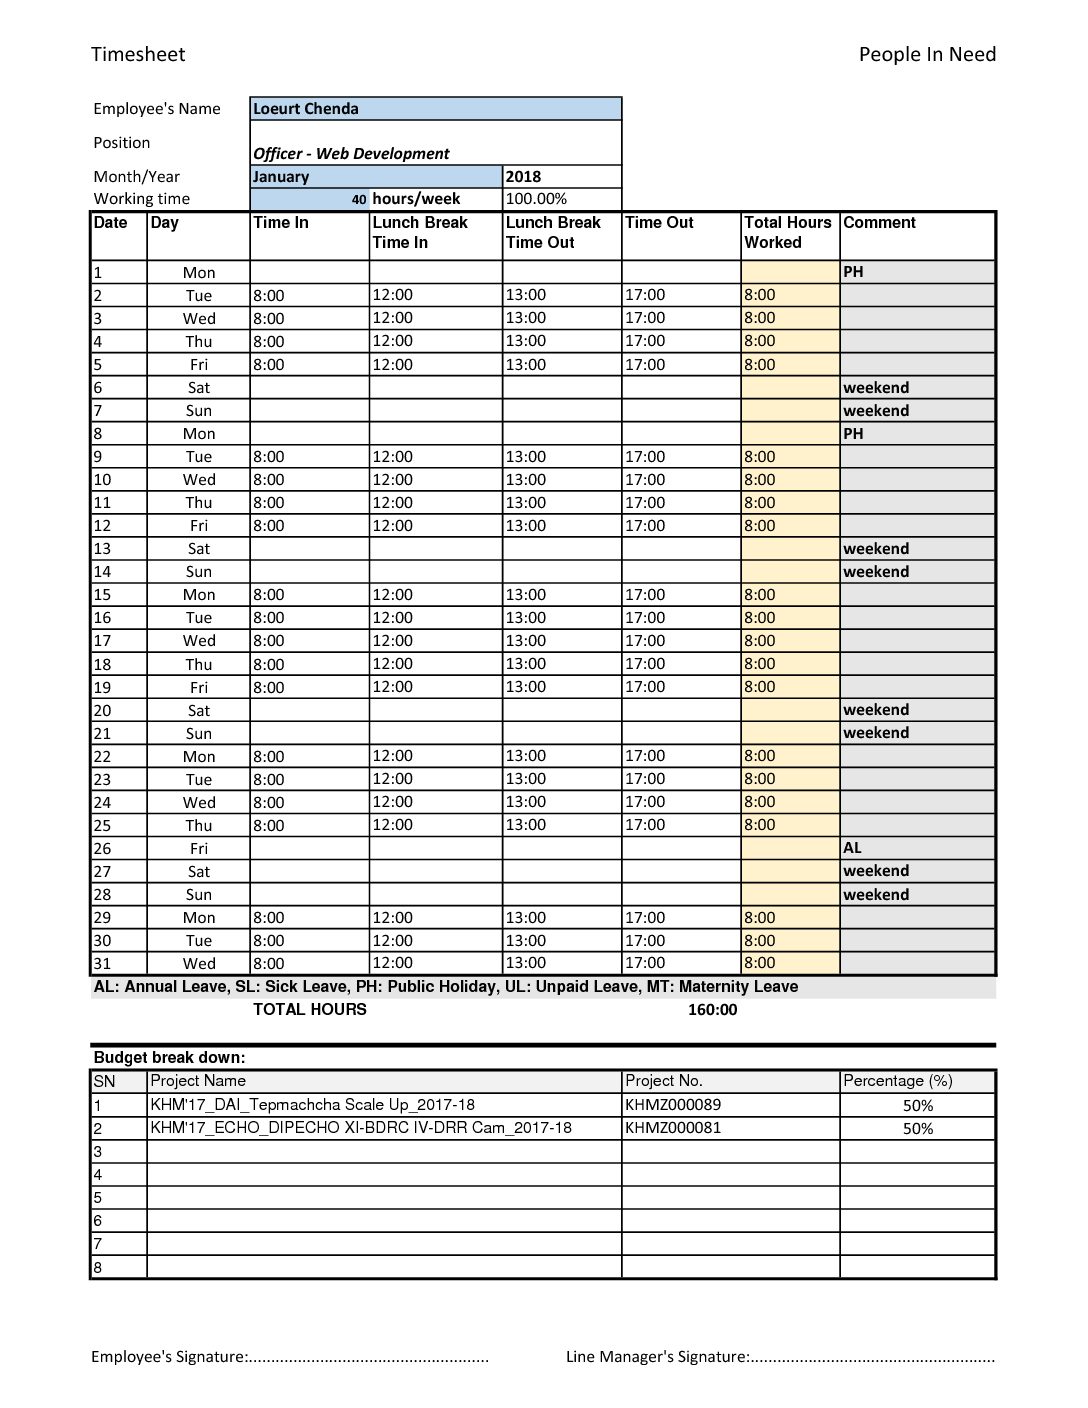 Timesheet People In Need
Employee's Name Loeurt Chenda
Position Officer - Web Development
Month/Year January 2018
Working time 40 hours/week 100.00%
Date Day Time In Lunch Break Time In Lunch Break Time Out Time Out Total Hours Worked Comment
1 Mon PH
2 Tue 8:00 12:00 13:00 17:00 8:00
3 Wed 8:00 12:00 13:00 17:00 8:00
4 Thu 8:00 12:00 13:00 17:00 8:00
5 Fri 8:00 12:00 13:00 17:00 8:00
6 Sat weekend
7 Sun weekend
8 Mon PH
9 Tue 8:00 12:00 13:00 17:00 8:00
10 Wed 8:00 12:00 13:00 17:00 8:00
11 Thu 8:00 12:00 13:00 17:00 8:00
12 Fri 8:00 12:00 13:00 17:00 8:00
13 Sat weekend
14 Sun weekend
15 Mon 8:00 12:00 13:00 17:00 8:00
16 Tue 8:00 12:00 13:00 17:00 8:00
17 Wed 8:00 12:00 13:00 17:00 8:00
18 Thu 8:00 12:00 13:00 17:00 8:00
19 Fri 8:00 12:00 13:00 17:00 8:00
20 Sat weekend
21 Sun weekend
22 Mon 8:00 12:00 13:00 17:00 8:00
23 Tue 8:00 12:00 13:00 17:00 8:00
24 Wed 8:00 12:00 13:00 17:00 8:00
25 Thu 8:00 12:00 13:00 17:00 8:00
26 Fri AL
27 Sat weekend
28 Sun weekend
29 Mon 8:00 12:00 13:00 17:00 8:00
30 Tue 8:00 12:00 13:00 17:00 8:00
31 Wed 8:00 12:00 13:00 17:00 8:00
AL: Annual Leave, SL: Sick Leave, PH: Public Holiday, UL: Unpaid Leave, MT: Maternity Leave
TOTAL HOURS 160:00
Budget break down:
SN Project Name Project No. Percentage (%)
1 KHM'17_DAI_Tepmachcha Scale Up_2017-18 KHMZ000089 50%
2 KHM'17_ECHO_DIPECHO XI-BDRC IV-DRR Cam_2017-18 KHMZ000081 50%
3
4
5
6
7
8
Employee's Signature:...................................................... Line Manager's Signature:.......................................................